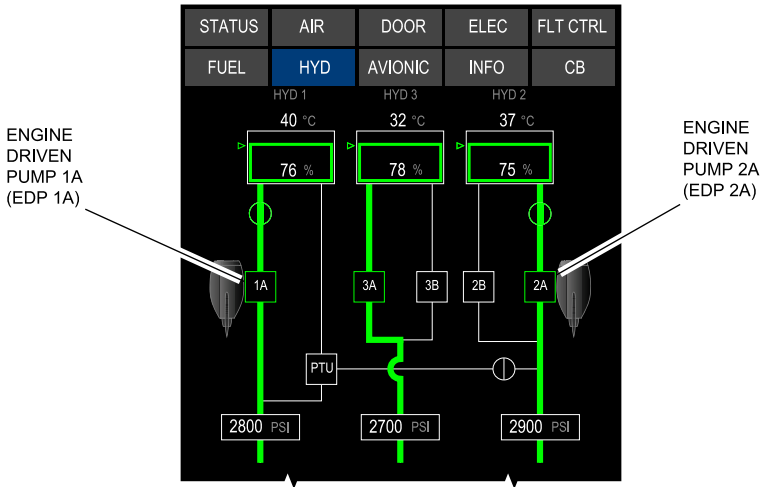 STATUS AIR DOOR ELEC FLT CTRL
FUEL HYD AVIONIC INFO CB
HYD 1 HYD 3 HYD 2
40 °C 32 °C 37 °C
76 % 78 % 75 %
ENGINE
DRIVEN
PUMP 1A
(EDP 1A)
ENGINE
DRIVEN
PUMP 2A
(EDP 2A)
1A 3A 3B 2B 2A
PTU
2800 PSI 2700 PSI 2900 PSI